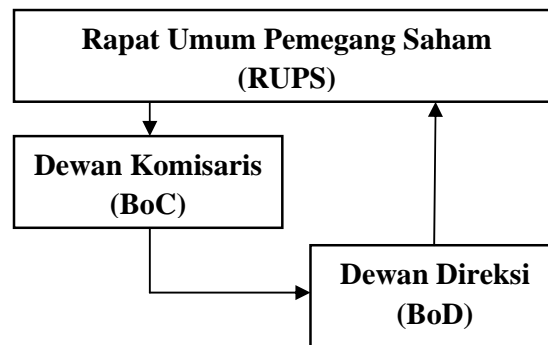 Rapat Umum Pemegang Saham
(RUPS)
Dewan Komisaris
(BoC)
Dewan Direksi
(BoD)